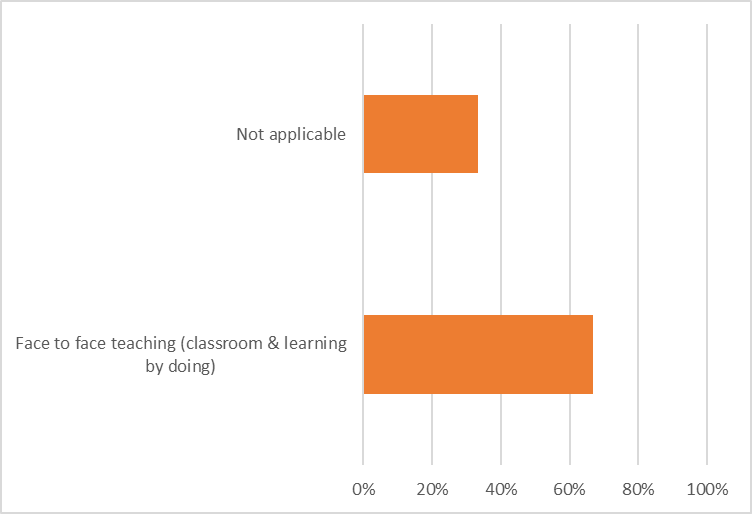 Not applicable
Face to face teaching (classroom & learning
by doing)
0% 20% 40% 60% 80% 100%